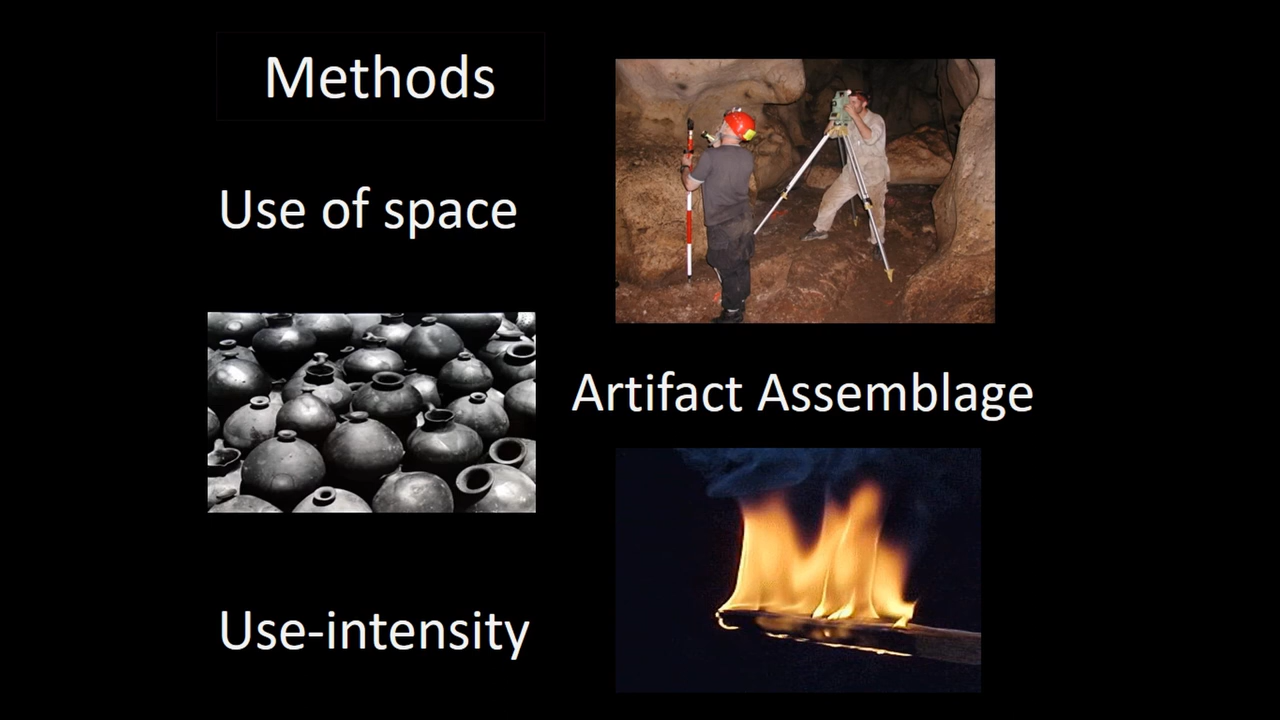 Methods
Use of space
Artifact Assemblage
Use-intensity